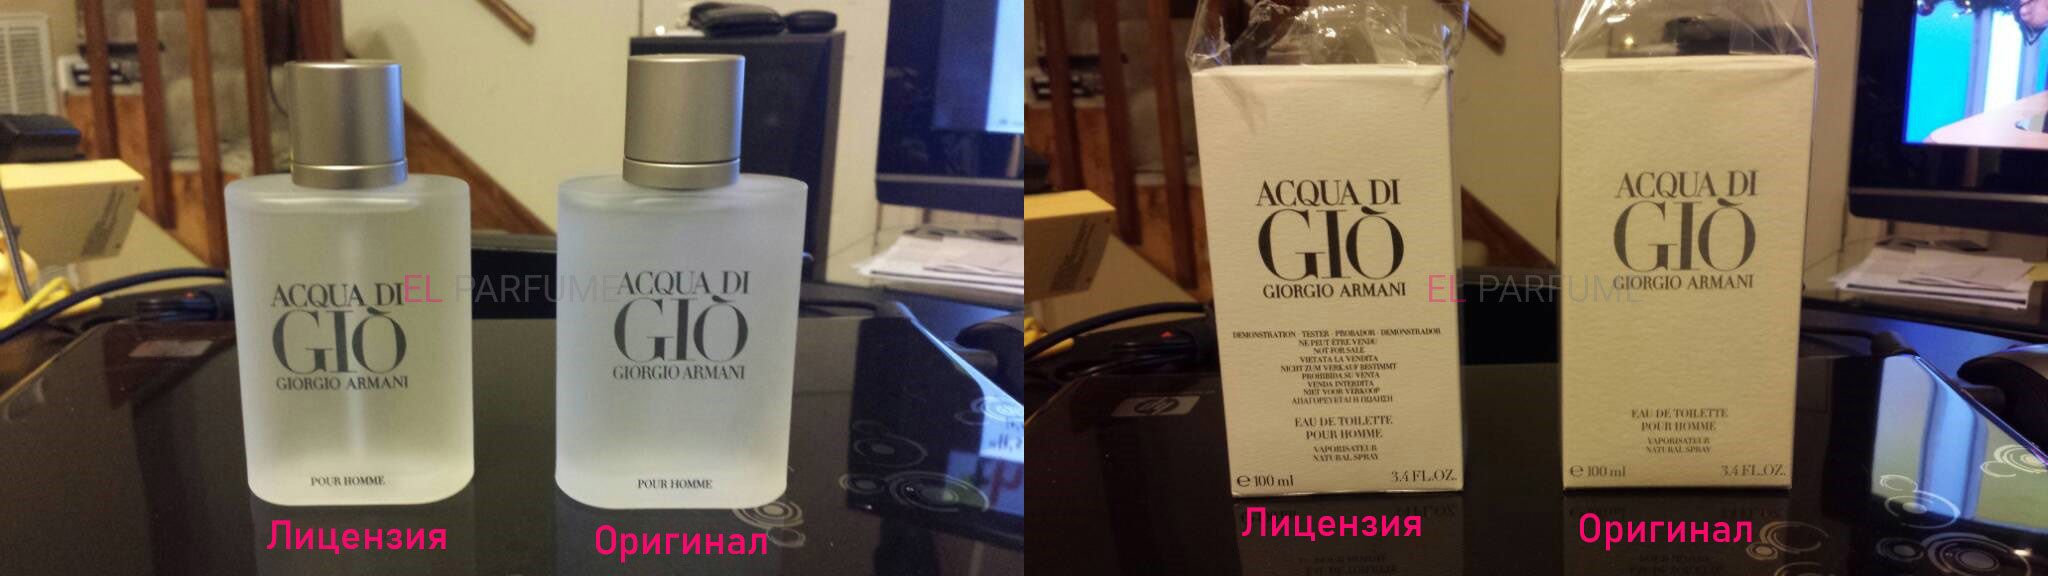 ACQUA DI
GIÒ
GIORGIO ARMANI
POUR HOMME
ACQUA DI
GIÒ
GIORGIO ARMANI
POUR HOMME
EL PARFUME
Лицензия
Оригинал
ACQUA DI
GIÒ
GIORGIO ARMANI
DEMONSTRATION - TESTER - PROBADOR - DEMONSTRADOR
NE PEUT ÊTRE VENDU
NOT FOR SALE
VIETATA LA VENDITA
NICHT ZUM VERKAUF BESTIMMT
PROHIBIDA SU VENTA
VENDA INTERDITA
NIET VOOR VERKOOP
ΑΠΑΓΟΡΕΥΕΤΑΙ Η ΠΩΛΗΣΗ
EAU DE TOILETTE
POUR HOMME
VAPORISATEUR
NATURAL SPRAY
e 100 ml 3.4 FL.OZ.
ACQUA DI
GIÒ
GIORGIO ARMANI
EAU DE TOILETTE
POUR HOMME
VAPORISATEUR
NATURAL SPRAY
e 100 ml 3.4 FL.OZ.
EL PARFUME
hp
Лицензия
Оригинал